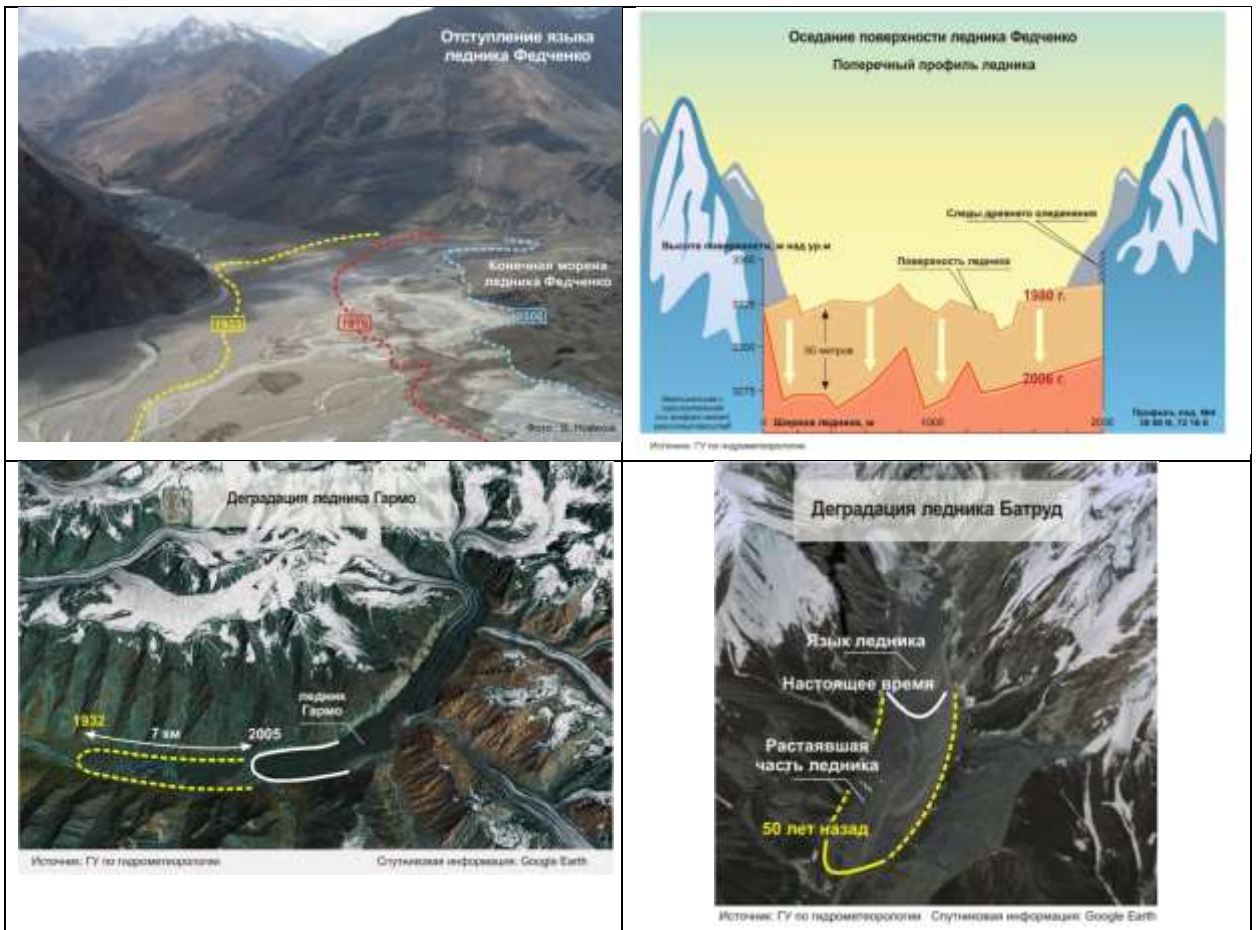 Отступление языка
ледника Федченко
Конечная морена
ледника Федченко
1933
1976
2006
Фото: В. Новиков
Оседание поверхности ледника Федченко
Поперечный профиль ледника
Следы древнего оледенения
Высота поверхности, м над ур.м
Поверхность ледника
1980 г.
2006 г.
0
Ширина ледника, м
1000
2000
Источник: ГУ по гидрометеорологии
Деградация ледника Гармо
ледник
Гармо
1932
7 км
2005
Источник: ГУ по гидрометеорологии
Спутниковая информация: Google Earth
Деградация ледника Батруд
Язык ледника
Настоящее время
Растаявшая
часть ледника
50 лет назад
Источник: ГУ по гидрометеорологии Спутниковая информация: Google Earth